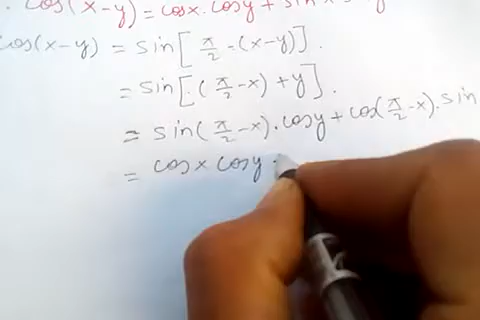 cos(x-y)=cosx.cosy+sin
cos(x-y) = sin[π/2-(x-y)].
= sin[(π/2-x)+y].
= sin(π/2-x).cosy+cos(π/2-x).sin
= cosx cosy